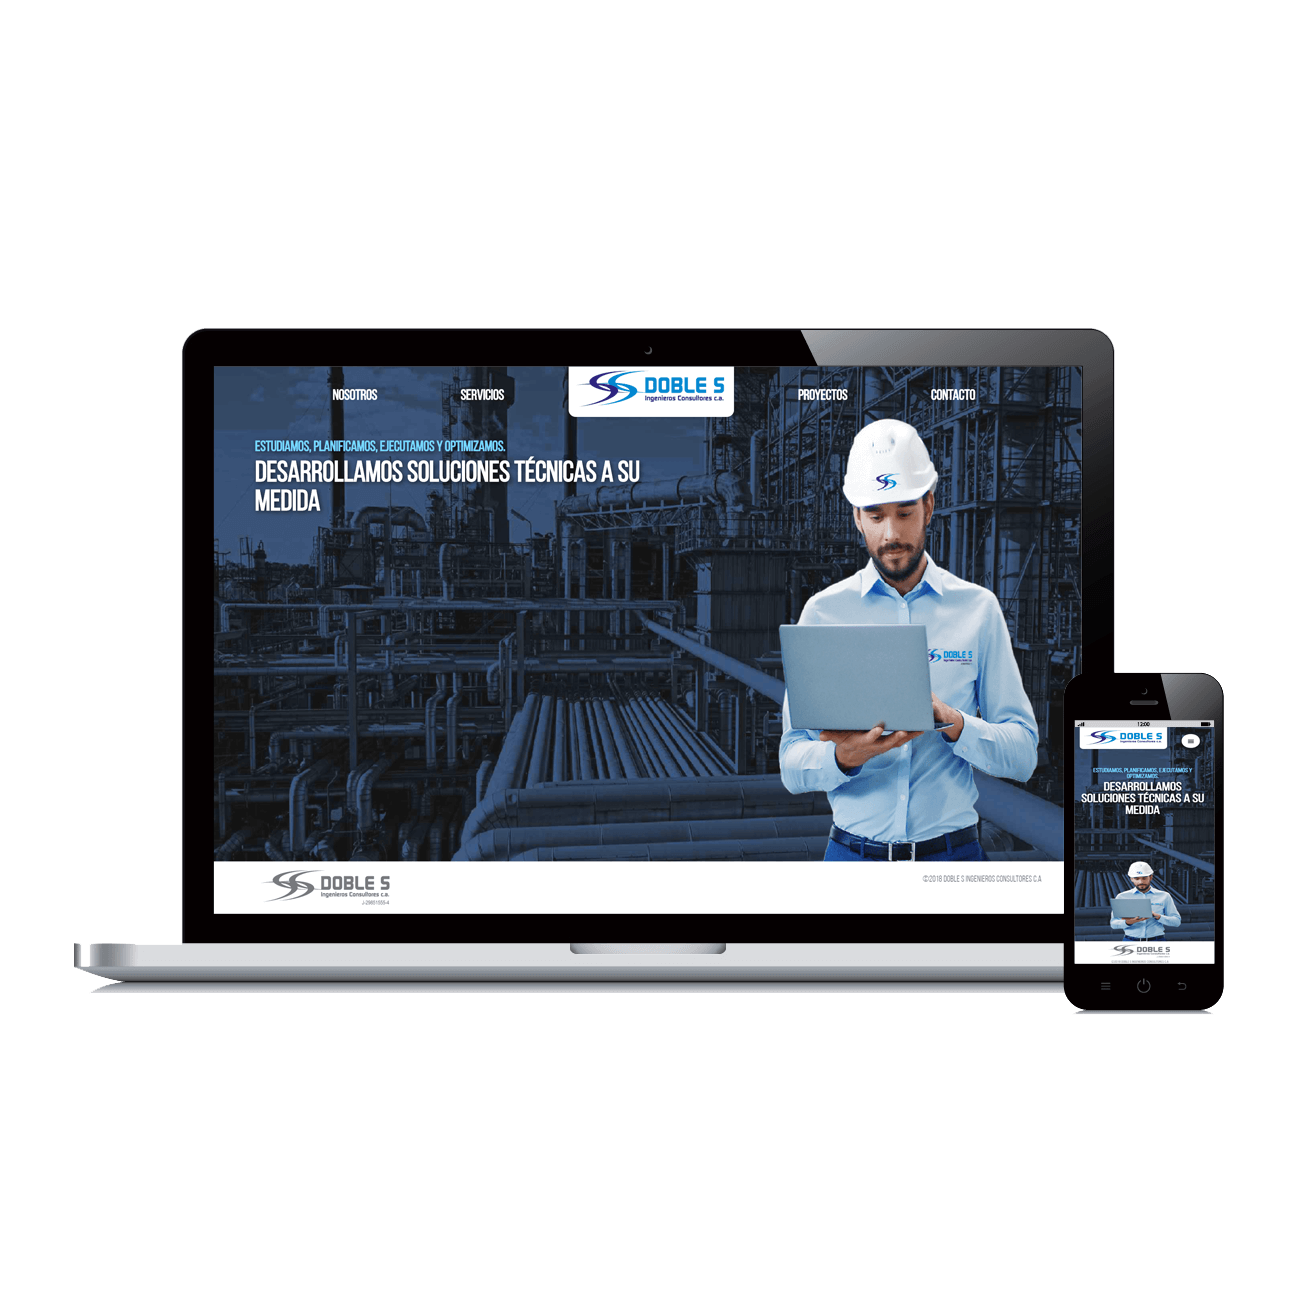 NOSOTROS
SERVICIOS
DOBLE S
Ingenieros Consultores c.a.
PROYECTOS
CONTACTO
ESTUDIAMOS, PLANIFICAMOS, EJECUTAMOS Y OPTIMIZAMOS.
DESARROLLAMOS SOLUCIONES TÉCNICAS A SU
MEDIDA
DOBLE S
DOBLE S
Ingenieros Consultores c.a.
©2018 DOBLE S INGENIEROS CONSULTORES C.A
12:00
DOBLE S
Ingenieros Consultores c.a.
ESTUDIAMOS, PLANIFICAMOS, EJECUTAMOS Y
OPTIMIZAMOS.
DESARROLLAMOS
SOLUCIONES TÉCNICAS A SU
MEDIDA
DOBLE S